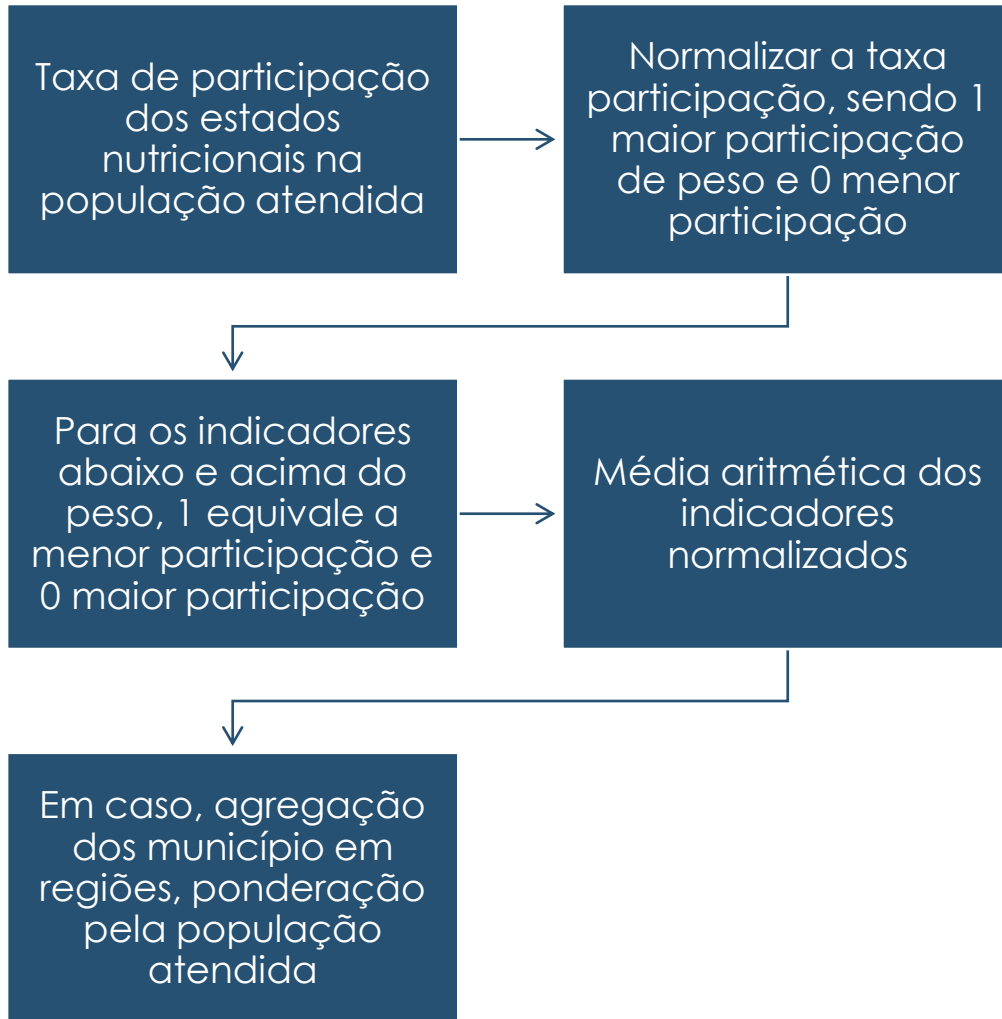 Taxa de participação
dos estados
nutricionais na
população atendida
Normalizar a taxa
participação, sendo 1
maior participação
de peso e 0 menor
participação
Para os indicadores
abaixo e acima do
peso, 1 equivale a
menor participação e
0 maior participação
Média aritmética dos
indicadores
normalizados
Em caso, agregação
dos município em
regiões, ponderação
pela população
atendida